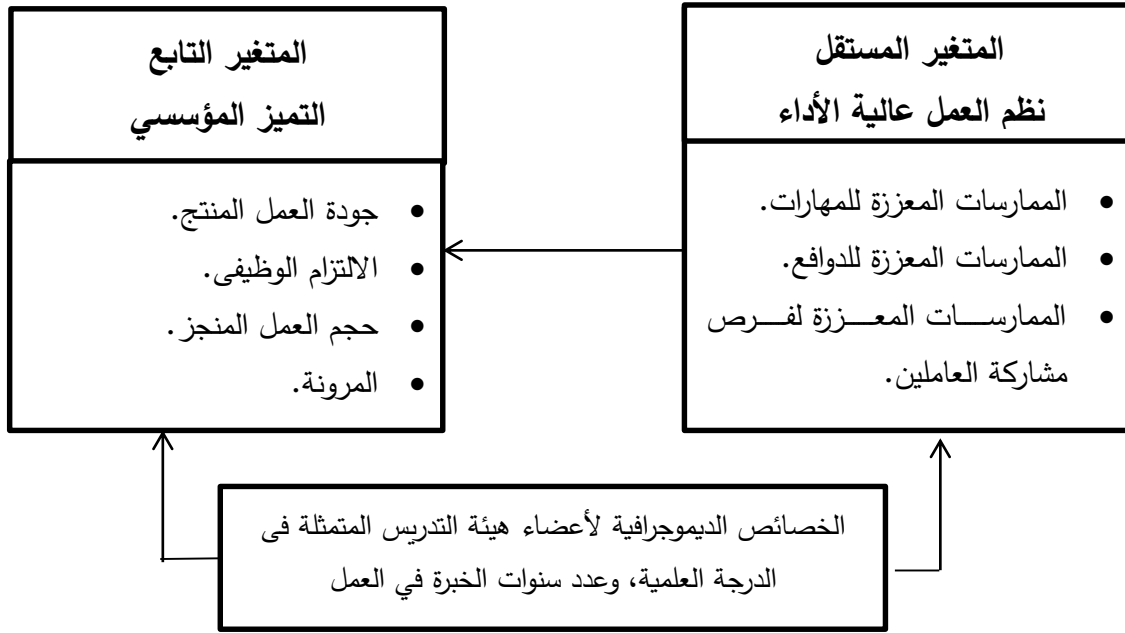 المتغير المستقل
نظم العمل عالية الأداء
الممارسات المعززة للمهارات.
الممارسات المعززة للدوافع.
الممارســـات المعـــززة لفـــرص
مشاركة العاملين.
المتغير التابع
التميز المؤسسي
جودة العمل المنتج.
الالتزام الوظيفى.
حجم العمل المنجز.
المرونة.
الخصائص الديموجرافية لأعضاء هيئة التدريس المتمثلة فى
الدرجة العلمية، وعدد سنوات الخبرة في العمل